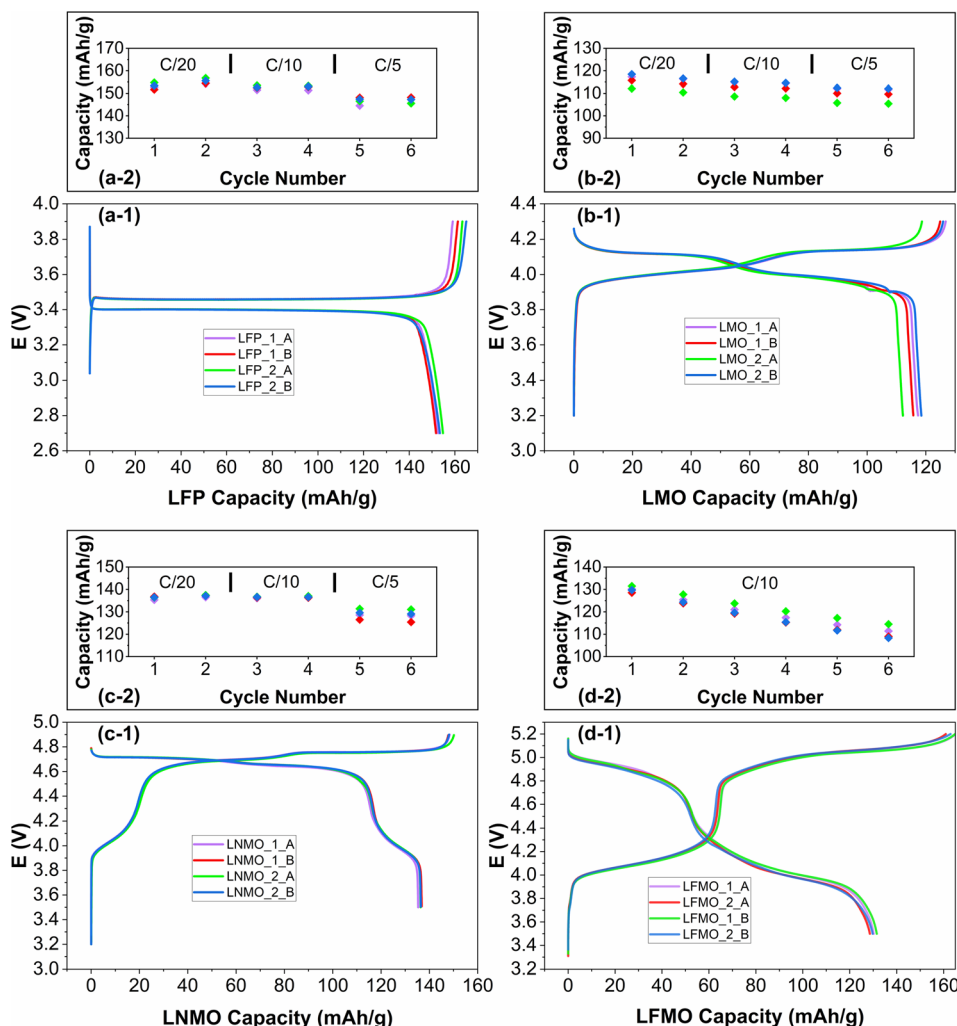 Capacity (mAh/g)
170
160
150
140
130
C/20
C/10
C/5
1 2 3 4 5 6
(a-2)
Cycle Number
Capacity (mAh/g)
130
120
110
100
90
C/20
C/10
C/5
1 2 3 4 5 6
(b-2)
Cycle Number
(a-1)
E (V)
4.0
3.6
3.4
3.2
2.8
2.6
LFP_1_A
LFP_1_B
LFP_2_A
LFP_2_B
0 20 40 60 80 100 120 140 160
LFP Capacity (mAh/g)
(b-1)
E (V)
4.4
4.2
4.0
3.8
3.6
3.4
3.2
3.0
LMO_1_A
LMO_1_B
LMO_2_A
LMO_2_B
0 20 40 60 80 100 120
LMO Capacity (mAh/g)
Capacity (mAh/g)
150
140
130
120
110
100
C/20
C/10
C/5
1 2 3 4 5 6
(c-2)
Cycle Number
Capacity (mAh/g)
140
130
120
110
100
C/10
1 2 3 4 5 6
(d-2)
Cycle Number
(c-1)
E (V)
5.0
4.8
4.6
4.4
4.2
4.0
3.8
3.6
3.4
3.2
3.0
LNMO_1_A
LNMO_1_B
LNMO_2_A
LNMO_2_B
0 20 40 60 80 100 120 140 160
LNMO Capacity (mAh/g)
(d-1)
E (V)
5.2
5.0
4.8
4.6
4.4
4.2
4.0
3.8
3.6
3.4
3.2
LFMO_1_A
LFMO_2_A
LFMO_1_B
LFMO_2_B
0 20 40 60 80 100 120 140 160
LFMO Capacity (mAh/g)